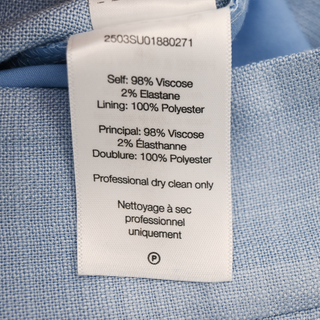 2503SU01880271
Self: 98% Viscose
2% Elastane
Lining: 100% Polyester
Principal: 98% Viscose
2% Élasthanne
Doublure: 100% Polyester
Professional dry clean only
Nettoyage à sec
professionnel
uniquement
P